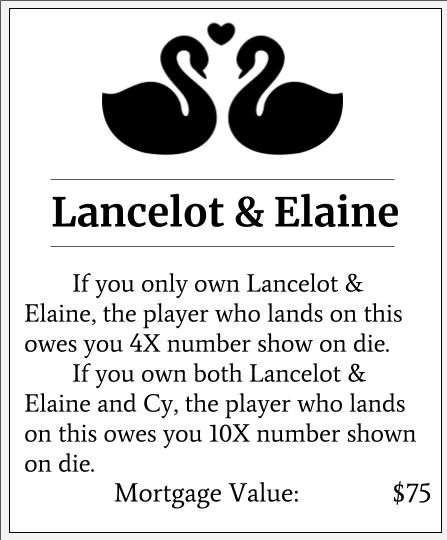 Lancelot & Elaine
If you only own Lancelot &
Elaine, the player who lands on this
owes you 4X number show on die.
If you own both Lancelot &
Elaine and Cy, the player who lands
on this owes you 10X number shown
on die.
Mortgage Value: $75